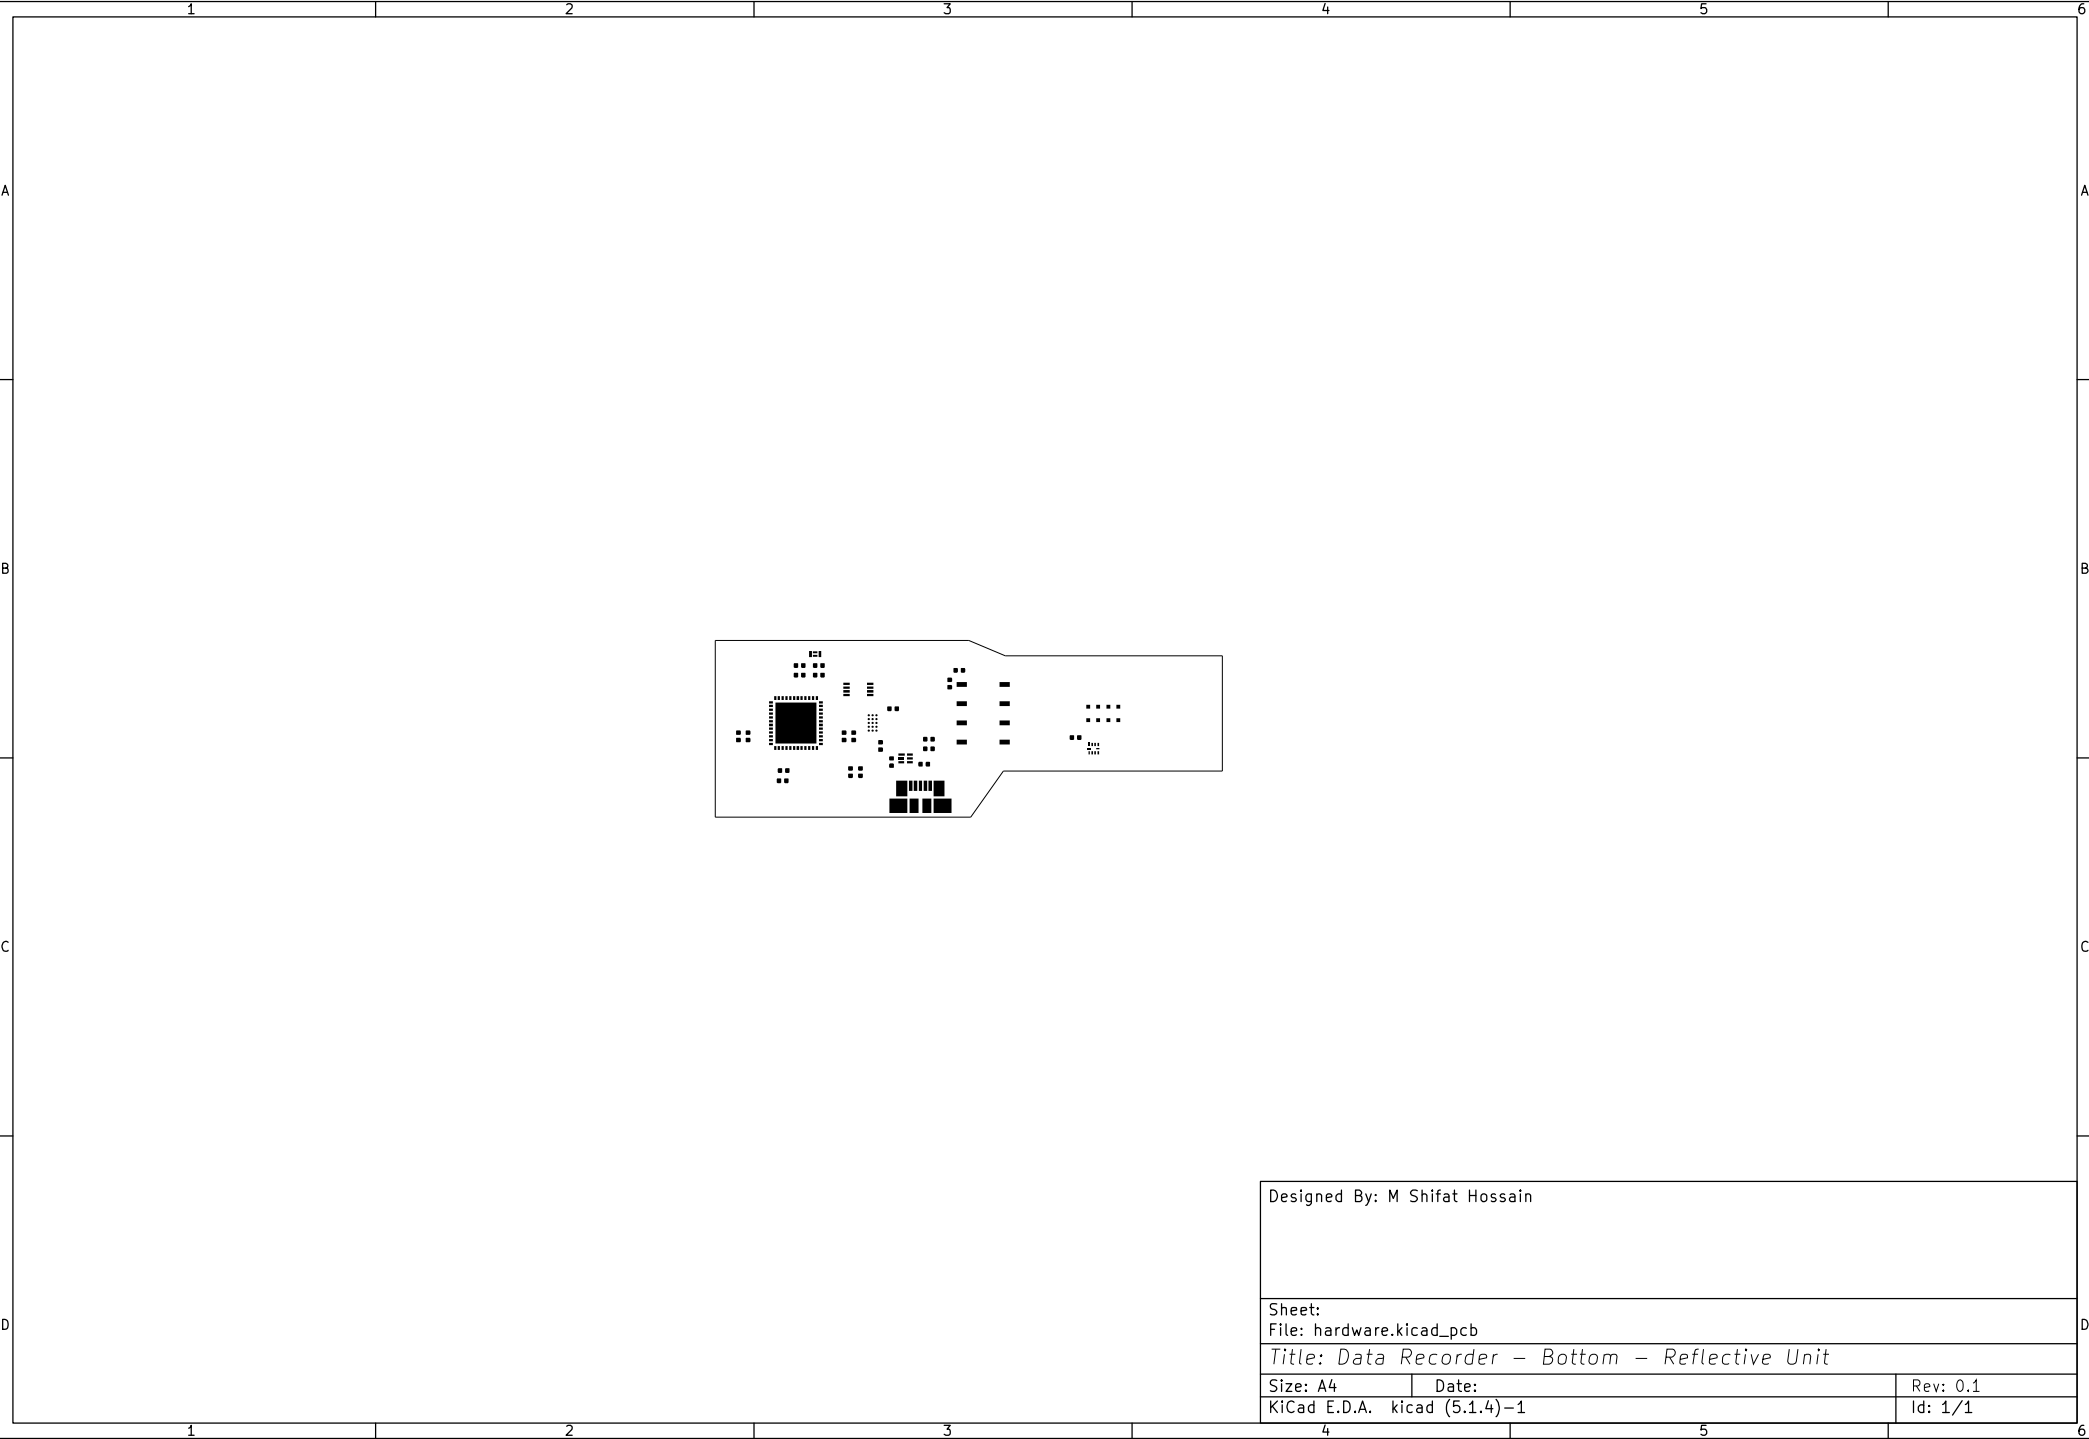 1 2 3 4 5 6
A A
B B
C C
Designed By: M Shifat Hossain
Sheet:
D D
File: hardware.kicad_pcb
Title: Data Recorder – Bottom – Reflective Unit
Size: A4 Date: Rev: 0.1
KiCad E.D.A. kicad (5.1.4)-1 Id: 1/1
1 2 3 4 5 6